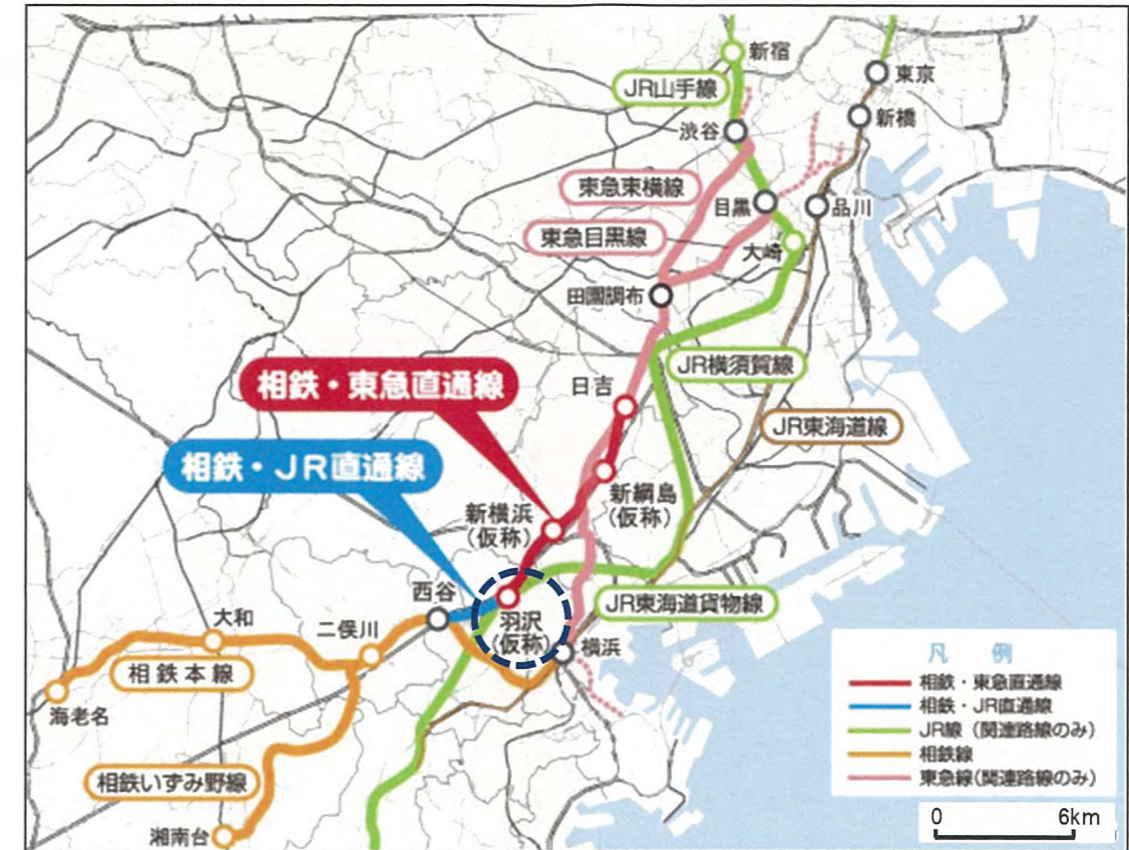 新宿
JR山手線
東京
新橋
渋谷
東急東横線
目黒
品川
東急目黒線
大崎
田園調布
JR横須賀線
相鉄・東急直通線
日吉
JR東海道線
相鉄・JR直通線
新横浜
(仮称)
新綱島
(仮称)
西谷
羽沢
(仮称)
JR東海道貨物線
大和
二俣川
横浜
相鉄本線
海老名
相鉄いずみ野線
湘南台
凡 例
相鉄・東急直通線
相鉄・JR直通線
JR線 (関連路線のみ)
相鉄線
東急線(関連路線のみ)
0 6km